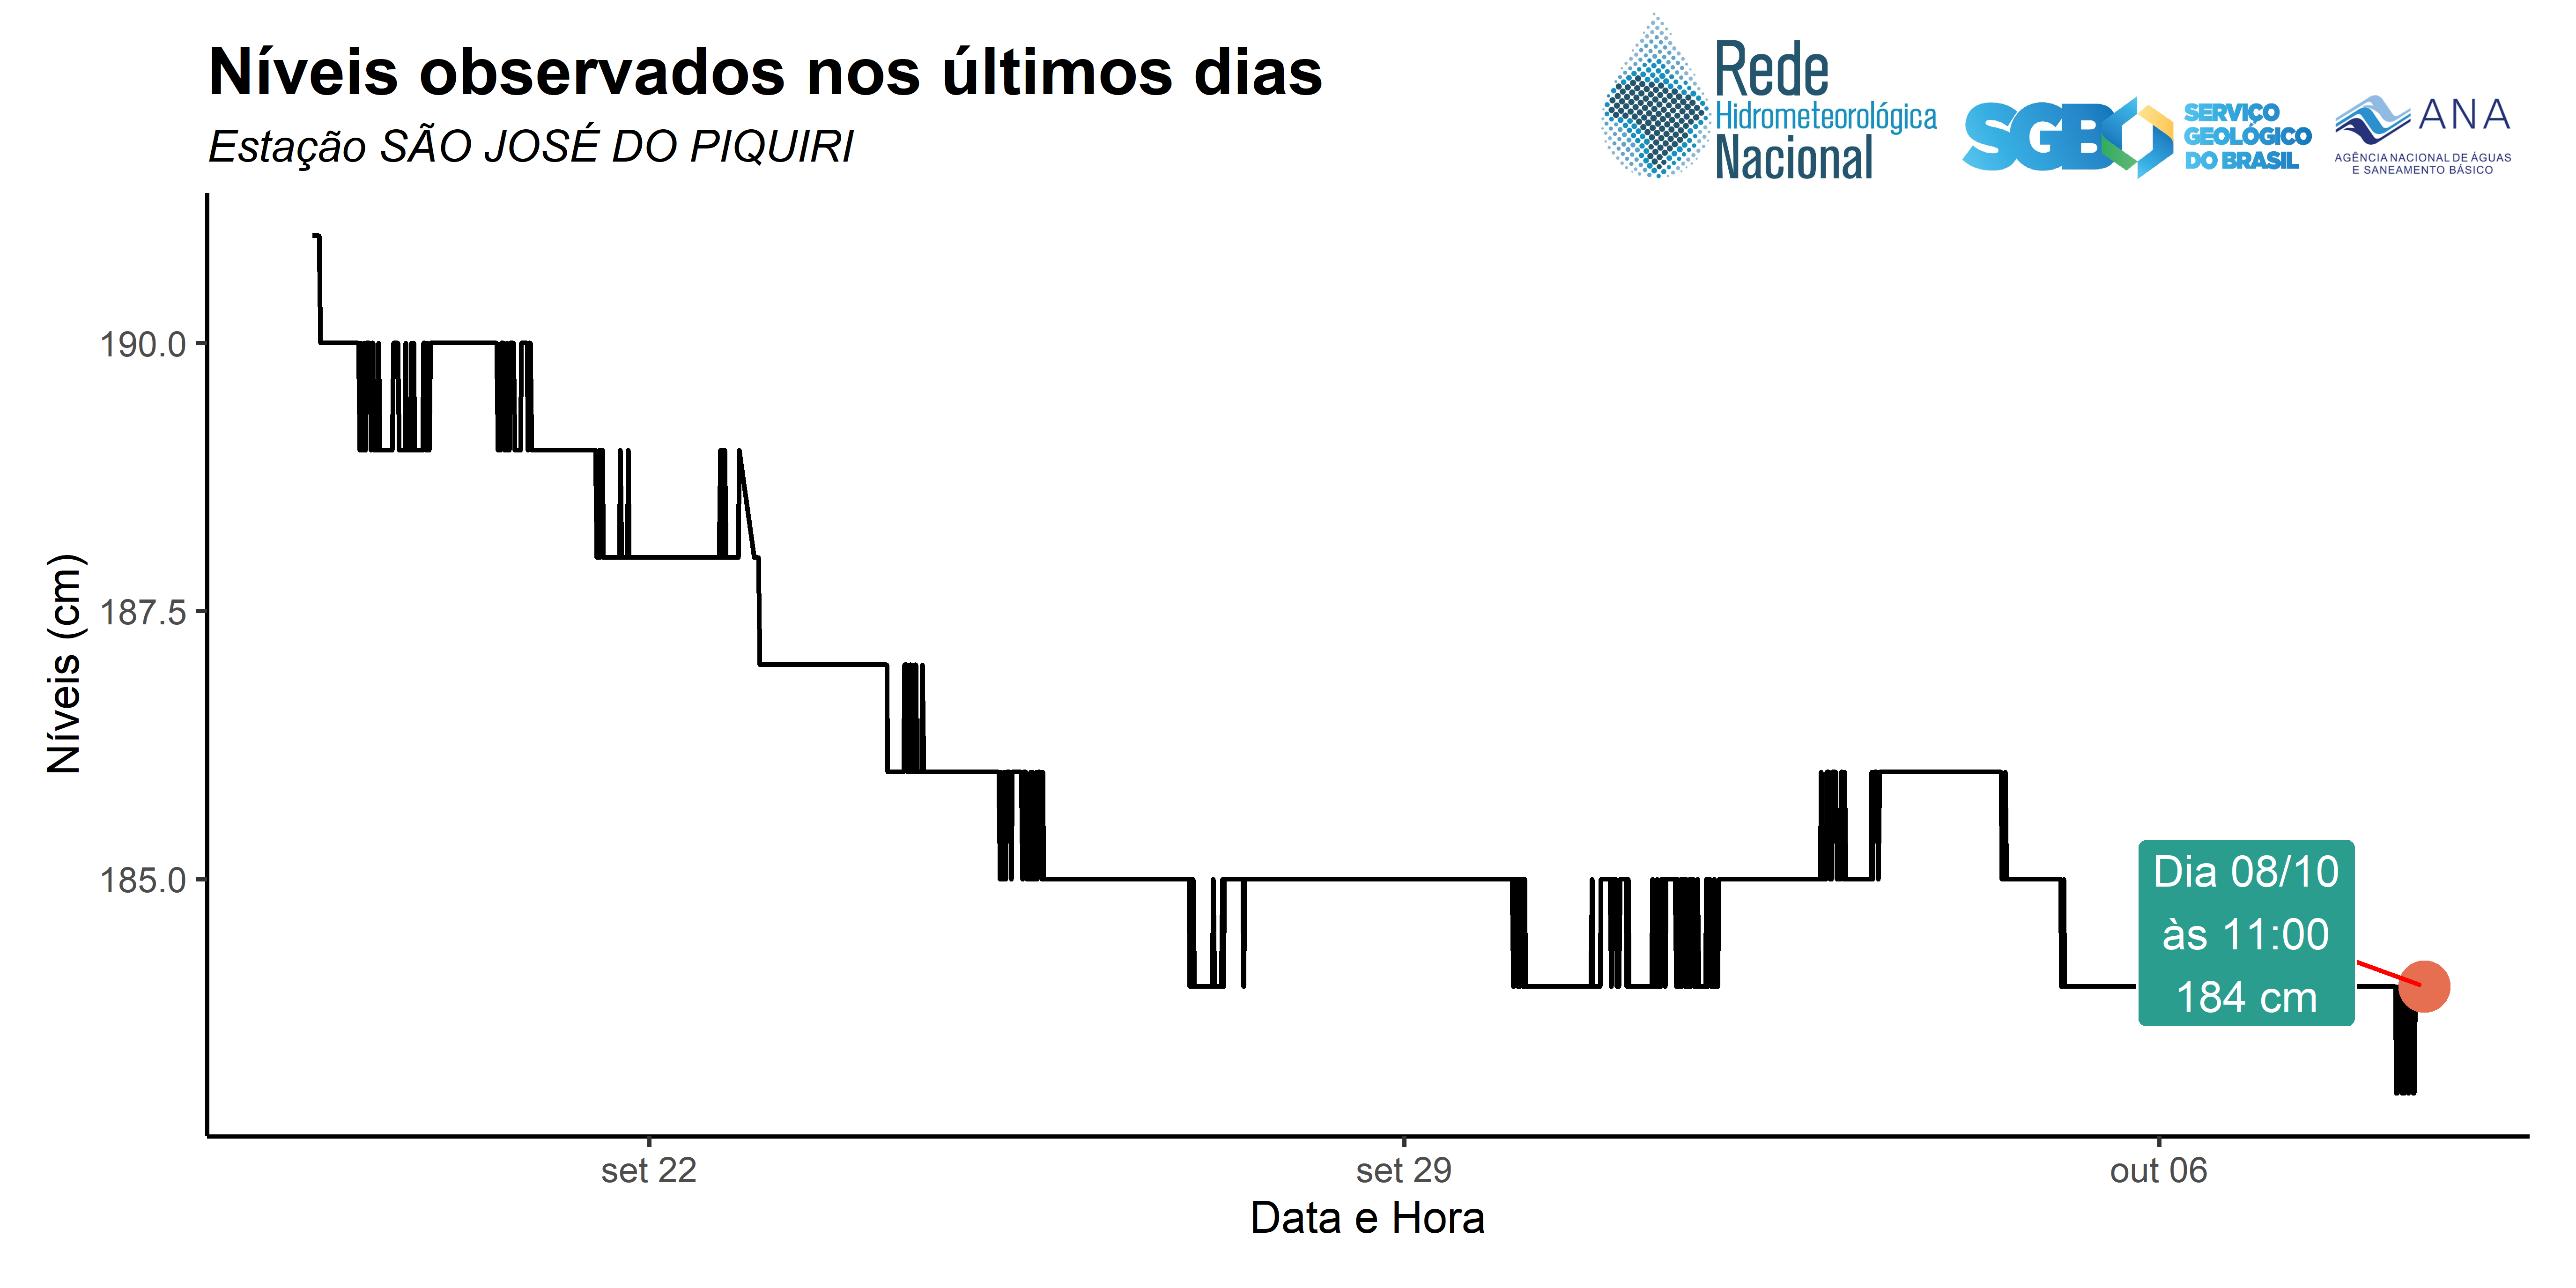 Níveis observados nos últimos dias
Estação SÃO JOSÉ DO PIQUIRI
Rede
Hidrometeorológica
Nacional
SGB
SERVIÇO
GEOLÓGICO
DO BRASIL
ANA
AGÊNCIA NACIONAL DE ÁGUAS
E SANEAMENTO BÁSICO
Níveis (cm)
190.0
187.5
185.0
Dia 08/10
às 11:00
184 cm
set 22
set 29
out 06
Data e Hora